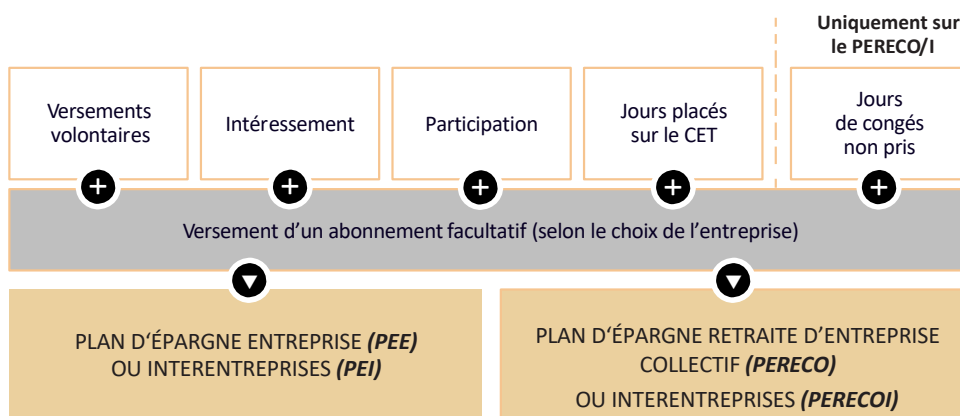 Uniquement sur
le PERECO/I
Versements
volontaires
Intéressement
Participation
Jours placés
sur le CET
Jours
de congés
non pris
Versement d’un abonnement facultatif (selon le choix de l’entreprise)
PLAN D‘ÉPARGNE ENTREPRISE (PEE)
OU INTERENTREPRISES (PEI)
PLAN D‘ÉPARGNE RETRAITE D’ENTREPRISE
COLLECTIF (PERECO)
OU INTERENTREPRISES (PERECOI)